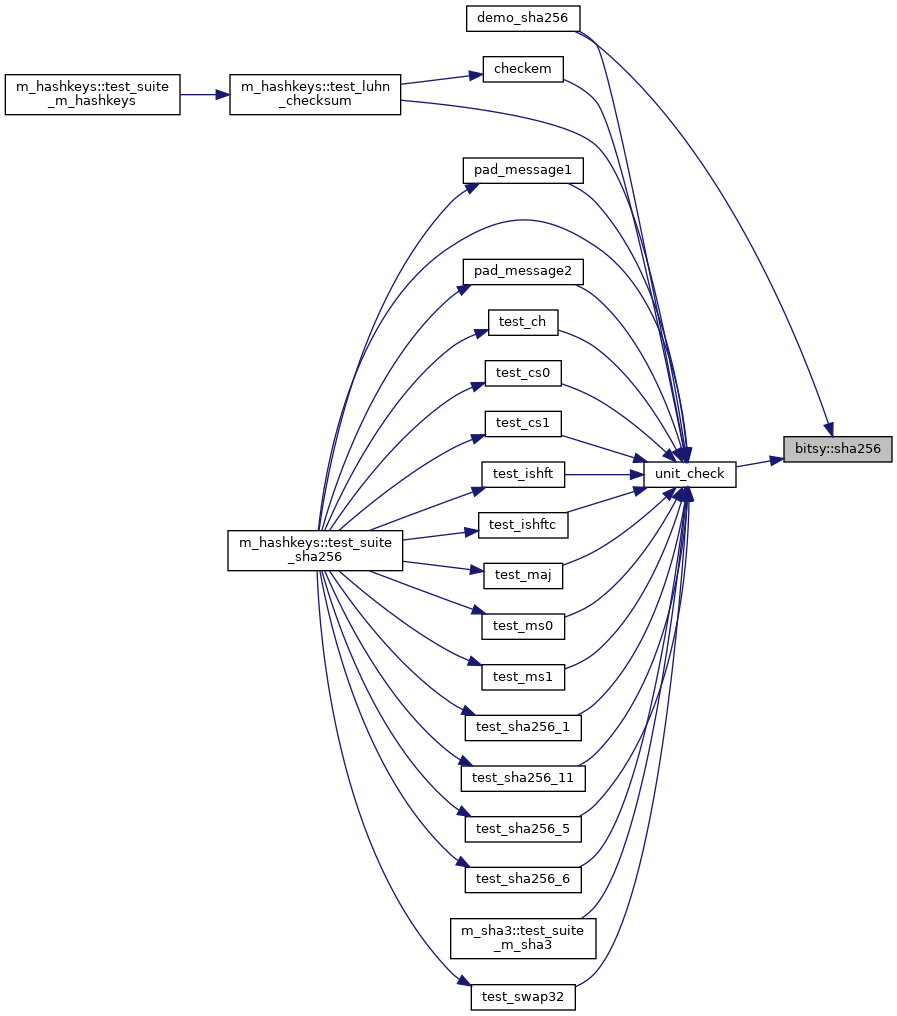 demo_sha256
checkem
m_hashkeys::test_suite
_m_hashkeys
m_hashkeys::test_luhn
_checksum
pad_message1
pad_message2
test_ch
test_cs0
test_cs1
bitsy::sha256
test_ishft
unit_check
test_ishftc
m_hashkeys::test_suite
_sha256
test_maj
test_ms0
test_ms1
test_sha256_1
test_sha256_11
test_sha256_5
test_sha256_6
m_sha3::test_suite
_m_sha3
test_swap32